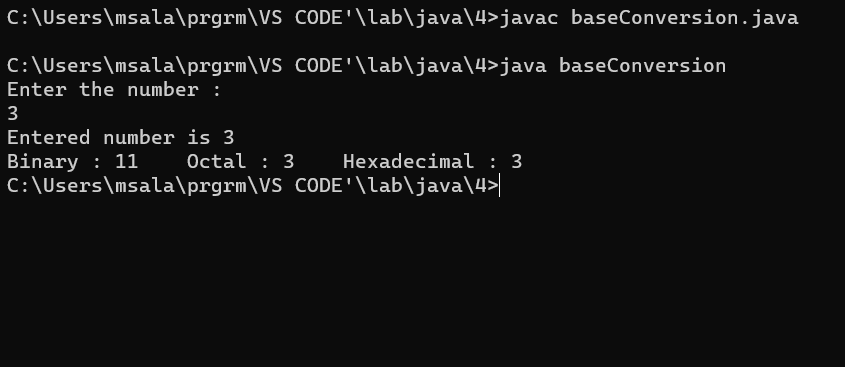 C:\Users\msala\prgrm\VS CODE'\lab\java\4>javac baseConversion.java
C:\Users\msala\prgrm\VS CODE'\lab\java\4>java baseConversion
Enter the number :
3
Entered number is 3
Binary : 11    Octal : 3    Hexadecimal : 3
C:\Users\msala\prgrm\VS CODE'\lab\java\4>